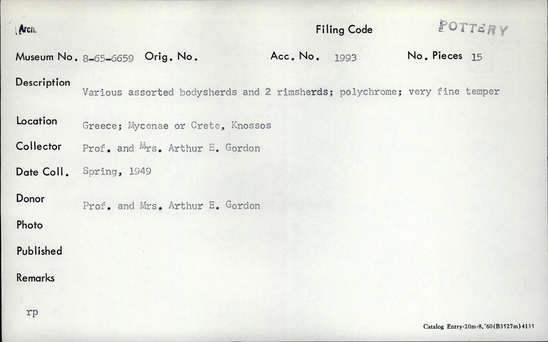 Arch.
Filing Code
POTTERY
Museum No. 8-65-6659 Orig. No. Acc. No. 1993 No. Pieces 15
Description
Various assorted bodysherds and 2 rimsherds; polychrome; very fine temper
Location
Greece; Mycenae or Crete, Knossos
Collector
Prof. and Mrs. Arthur E. Gordon
Date Coll.
Spring, 1949
Donor
Prof. and Mrs. Arthur E. Gordon
Photo
Published
Remarks
rp
Catalog Entry-20m-8,'60(B3527m)4131